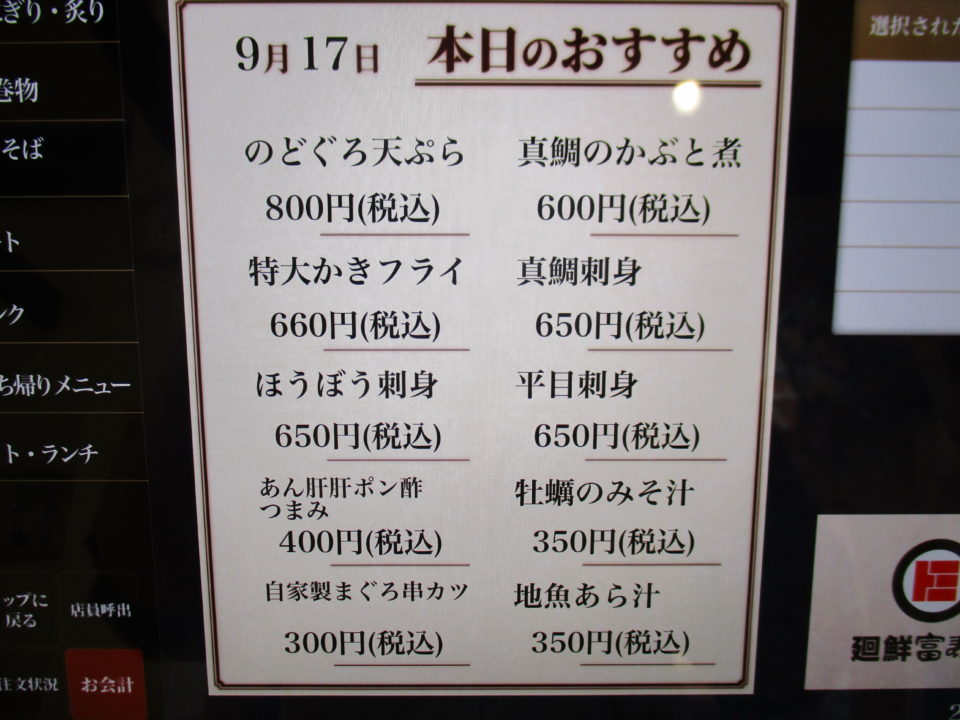 ぎり・炙り
巻物
そば
ート
ンク
ち帰りメニュー
ト・ランチ
ップに
戻る
店員呼出
注文状況
お会計
9月17日 本日のおすすめ
のどぐろ天ぷら
800円(税込)
特大かきフライ
660円(税込)
ほうぼう刺身
650円(税込)
あん肝肝ポン酢
つまみ
400円(税込)
自家製まぐろ串カツ
300円(税込)
真鯛のかぶと煮
600円(税込)
真鯛刺身
650円(税込)
平目刺身
650円(税込)
牡蠣のみそ汁
350円(税込)
地魚あら汁
350円(税込)
選択された
廻鮮富
2